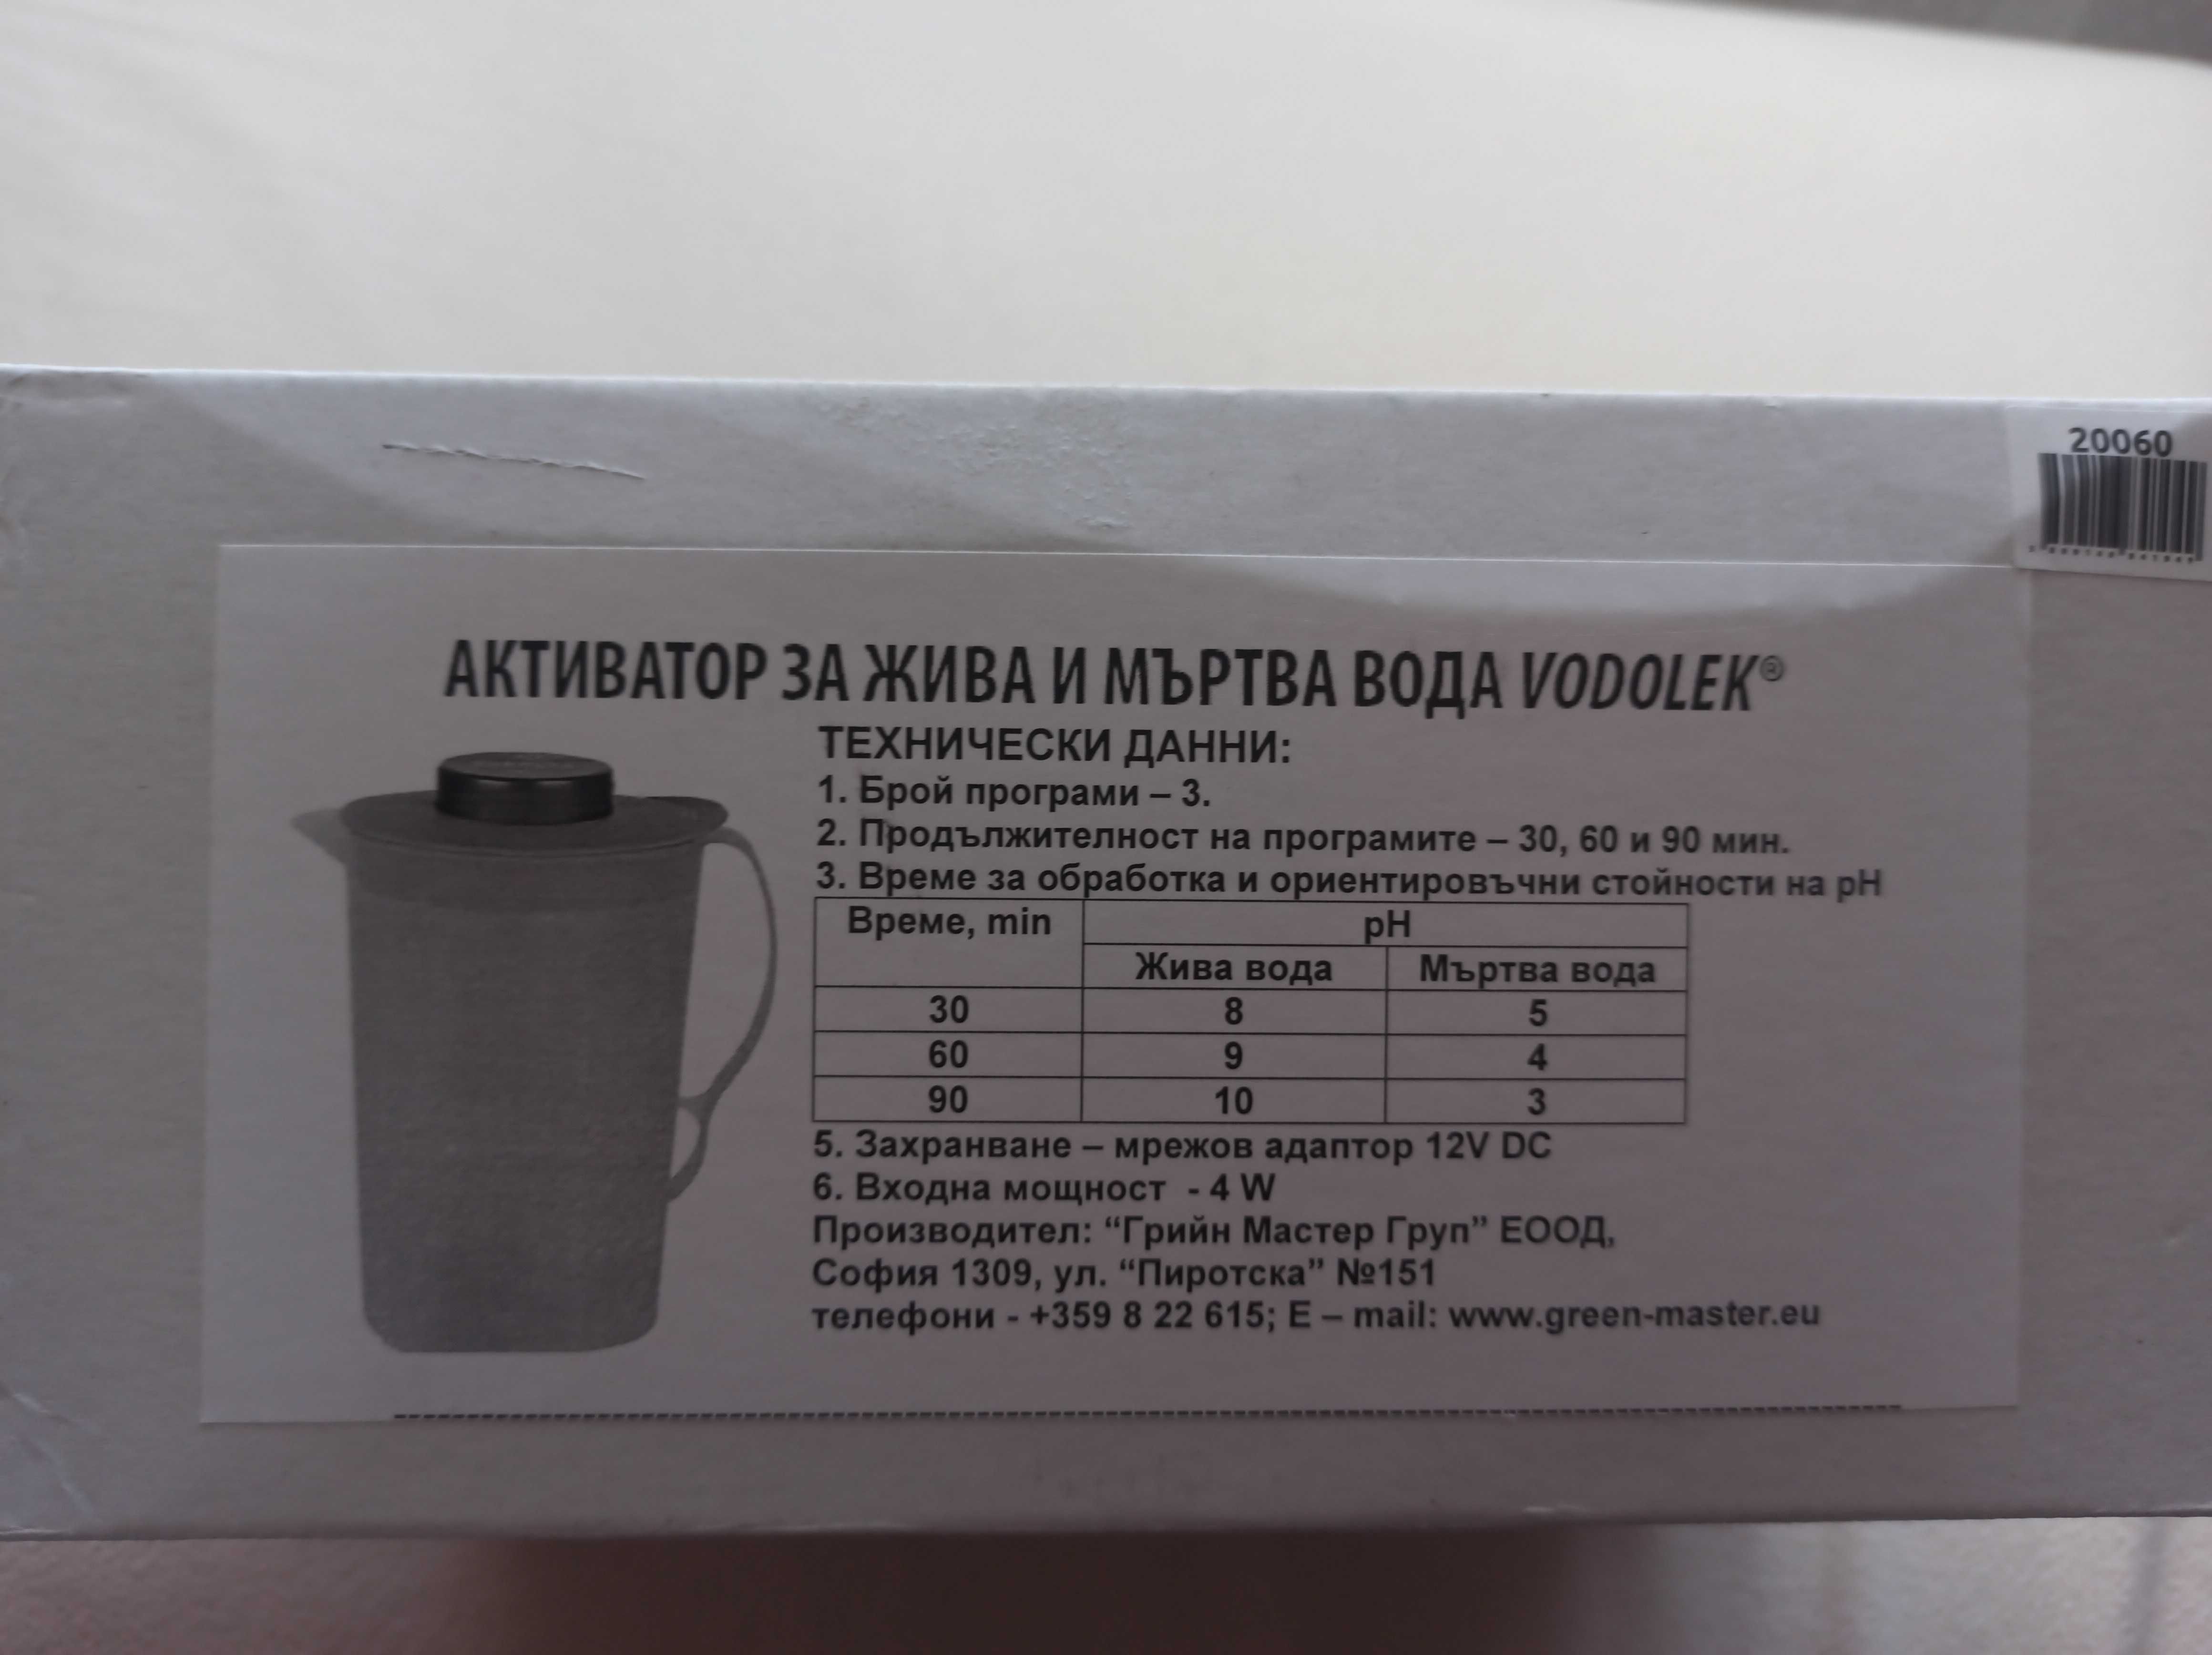 20060
АКТИВАТОР ЗА ЖИВА И МЪРТВА ВОДА VODOLEK®
ТЕХНИЧЕСКИ ДАННИ:
1. Брой програми – 3.
2. Продължителност на програмите – 30, 60 и 90 мин.
3. Време за обработка и ориентировъчни стойности на pH
Време, min pH
Жива вода Мъртва вода
30 8 5
60 9 4
90 10 3
5. Захранване – мрежов адаптор 12V DC
6. Входна мощност - 4 W
Производител: “Грийн Мастер Груп” ЕООД,
София 1309, ул. “Пиротска” №151
телефони - +359 8 22 615; E – mail: www.green-master.eu